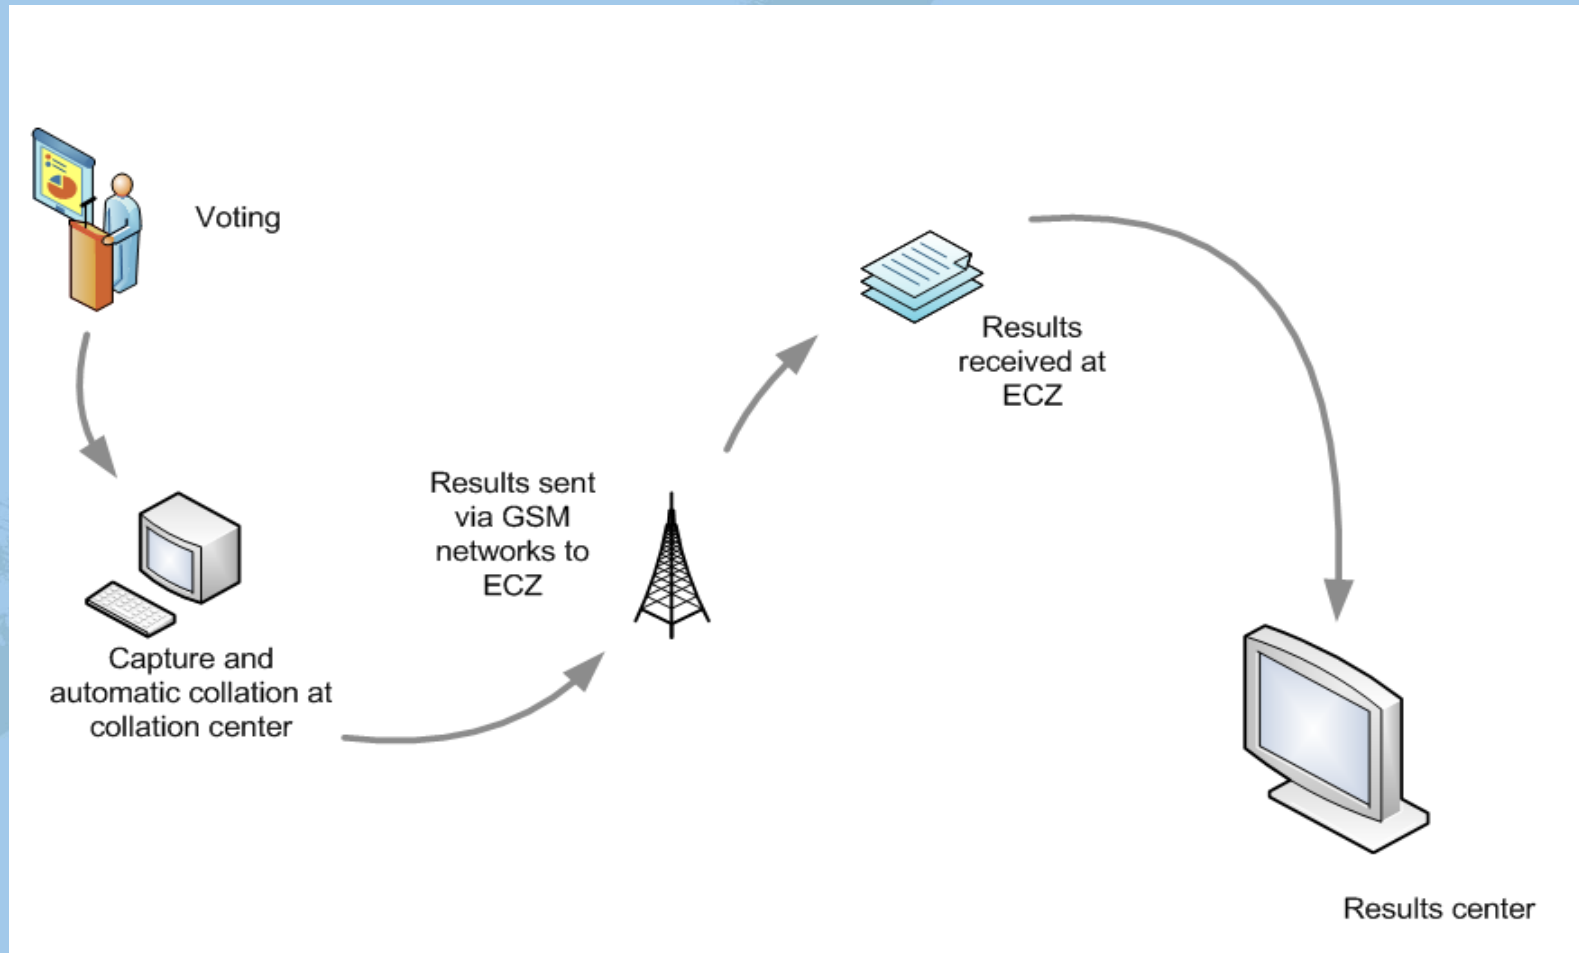 Voting
Capture and
automatic collation at
collation center
Results sent
via GSM
networks to
ECZ
Results
received at
ECZ
Results center